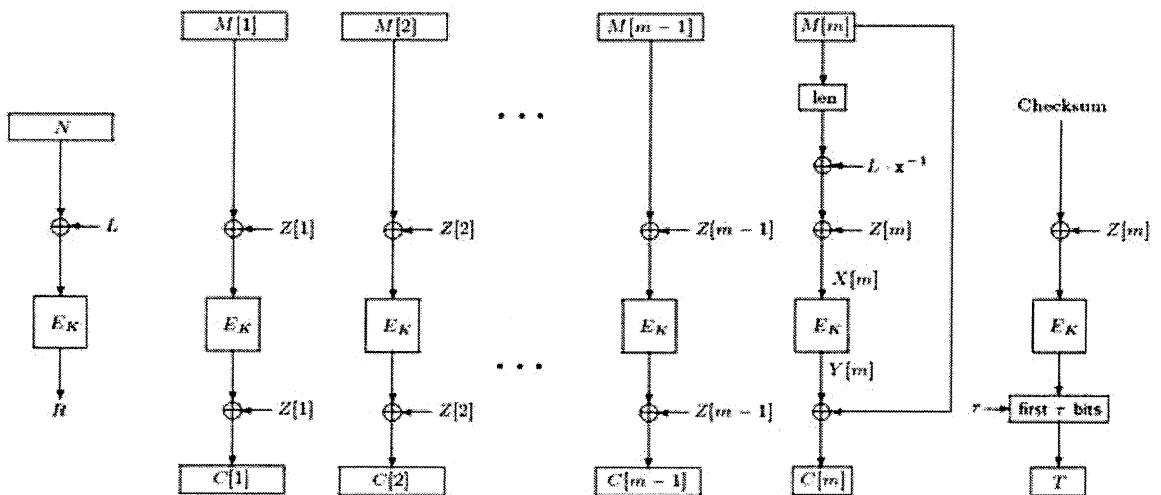 M[1] M[2] M[m − 1] M[m]
len
N
Checksum
L · x⁻¹
L Z[1] Z[2] Z[m − 1] Z[m] Z[m]
X[m]
E_K E_K E_K E_K E_K E_K
Y[m]
R Z[1] Z[2] Z[m − 1] τ first τ bits
C[1] C[2] C[m − 1] C[m] T